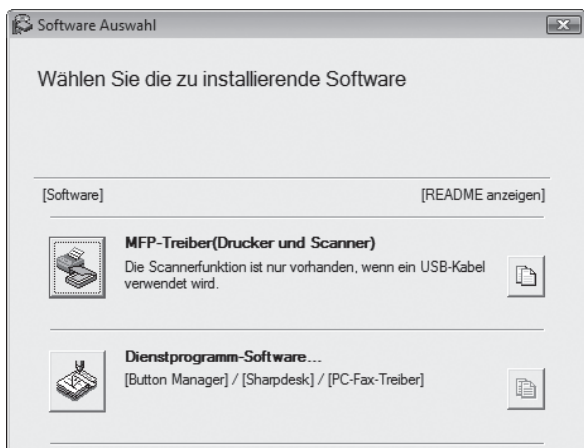 Software Auswahl
Wählen Sie die zu installierende Software
[Software] [README anzeigen]
MFP-Treiber(Drucker und Scanner)
Die Scannerfunktion ist nur vorhanden, wenn ein USB-Kabel
verwendet wird.
Dienstprogramm-Software...
[Button Manager] / [Sharpdesk] / [PC-Fax-Treiber]